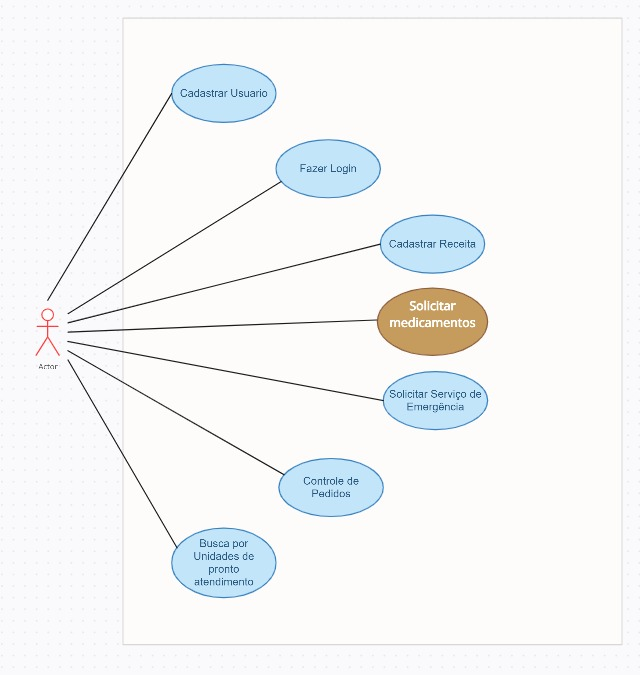 Cadastrar Usuario
Fazer Login
Cadastrar Receita
Solicitar
medicamentos
Actor
Solicitar Serviço de
Emergência
Controle de
Pedidos
Busca por
Unidades de
pronto
atendimento